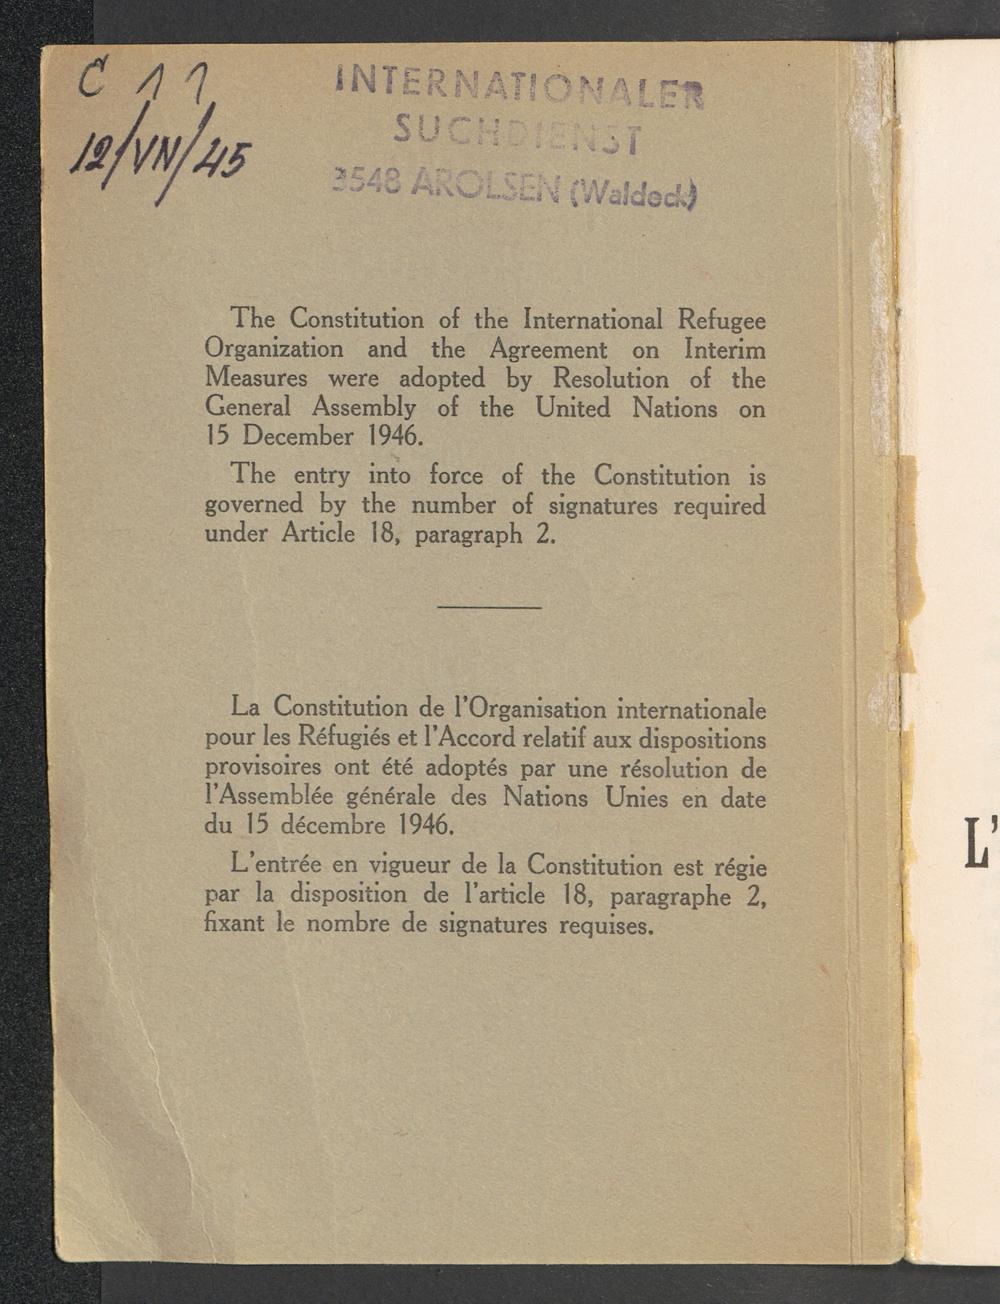 C 11
12/VN/45
INTERNATIONALER
SUCHDIENST
3548 AROLSEN (Waldeck)
The Constitution of the International Refugee
Organization and the Agreement on Interim
Measures were adopted by Resolution of the
General Assembly of the United Nations on
15 December 1946.
The entry into force of the Constitution is
governed by the number of signatures required
under Article 18, paragraph 2.
La Constitution de l'Organisation internationale
pour les Réfugiés et l'Accord relatif aux dispositions
provisoires ont été adoptés par une résolution de
l'Assemblée générale des Nations Unies en date
du 15 décembre 1946.
L'entrée en vigueur de la Constitution est régie
par la disposition de l'article 18, paragraphe 2,
fixant le nombre de signatures requises.
L'